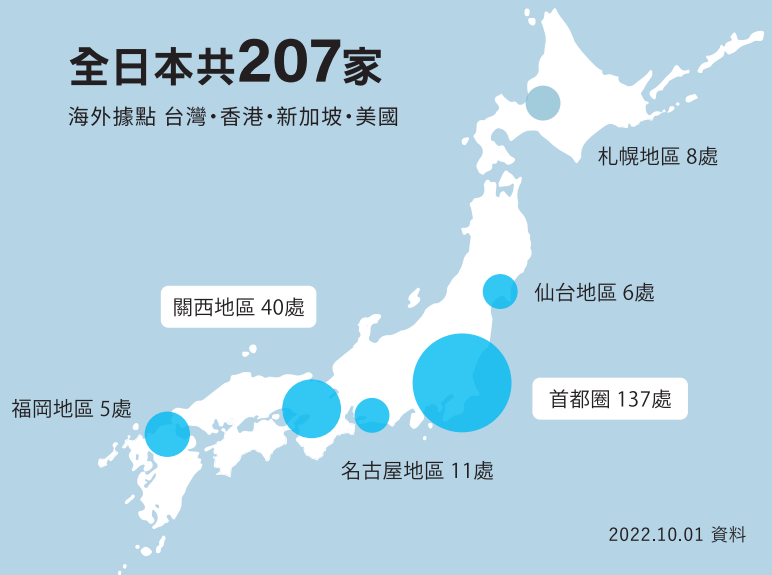 全日本共207家
海外據點 台灣・香港・新加坡・美國
札幌地區 8處
仙台地區 6處
關西地區 40處
首都圈 137處
福岡地區 5處
名古屋地區 11處
2022.10.01 資料